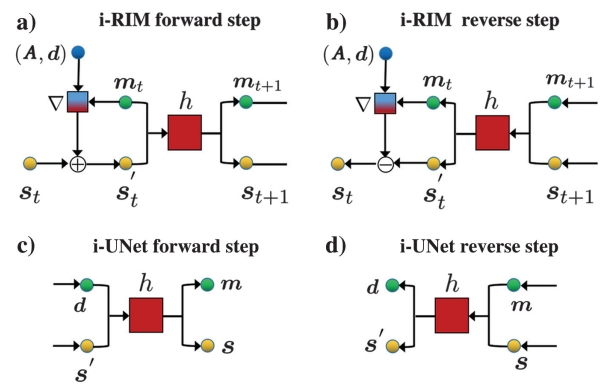 a) i-RIM forward step
(A, d)
m_t
h
m_{t+1}
∇
+
s_t
s'_t
s_{t+1}
b) i-RIM reverse step
(A, d)
m_t
h
m_{t+1}
∇
−
s_t
s'_t
s_{t+1}
c) i-UNet forward step
h
d
m
s'
s
d) i-UNet reverse step
d
h
m
s'
s